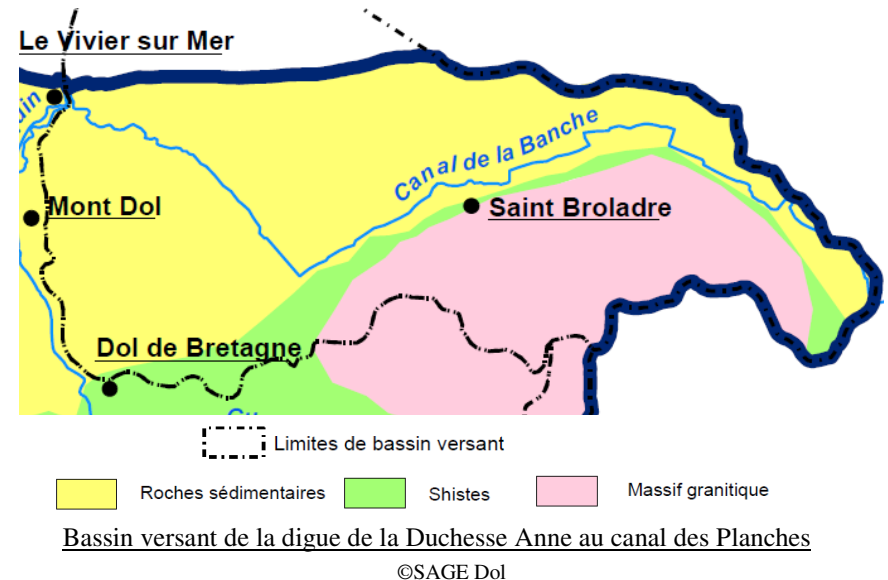 Le Vivier sur Mer
Canal de la Banche
Mont Dol
Saint Broladre
Dol de Bretagne
Limites de bassin versant
Roches sédimentaires
Shistes
Massif granitique
Bassin versant de la digue de la Duchesse Anne au canal des Planches
©SAGE Dol